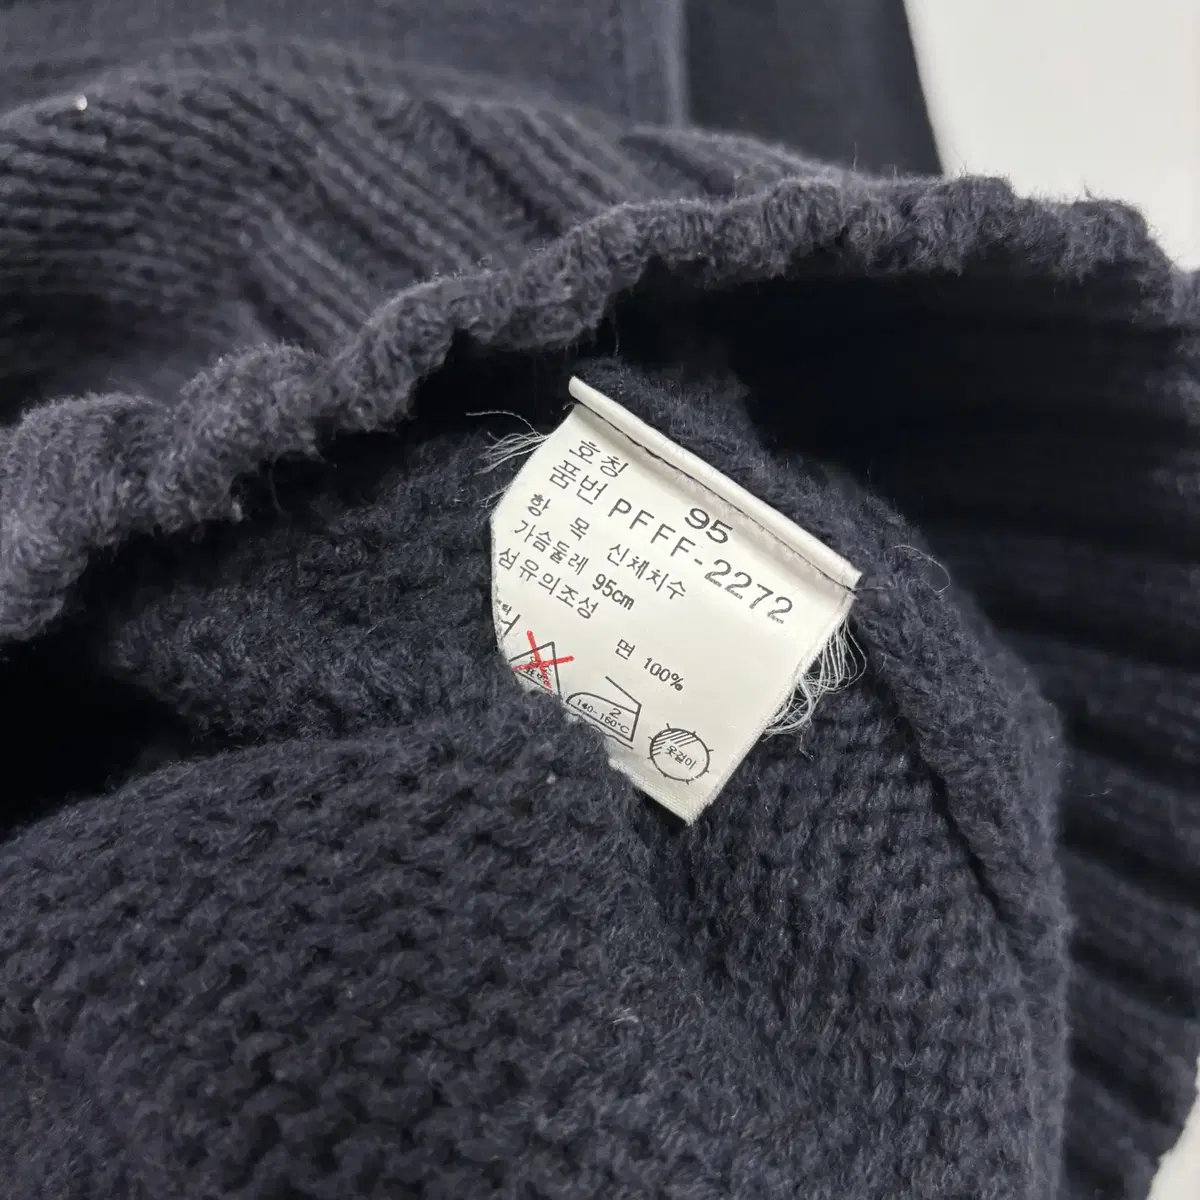 호칭 95
품번 PFFF-2272
항 목 신체치수
가슴둘레 95cm
섬유의조성
면 100%
2
140-160°C
옷걸이